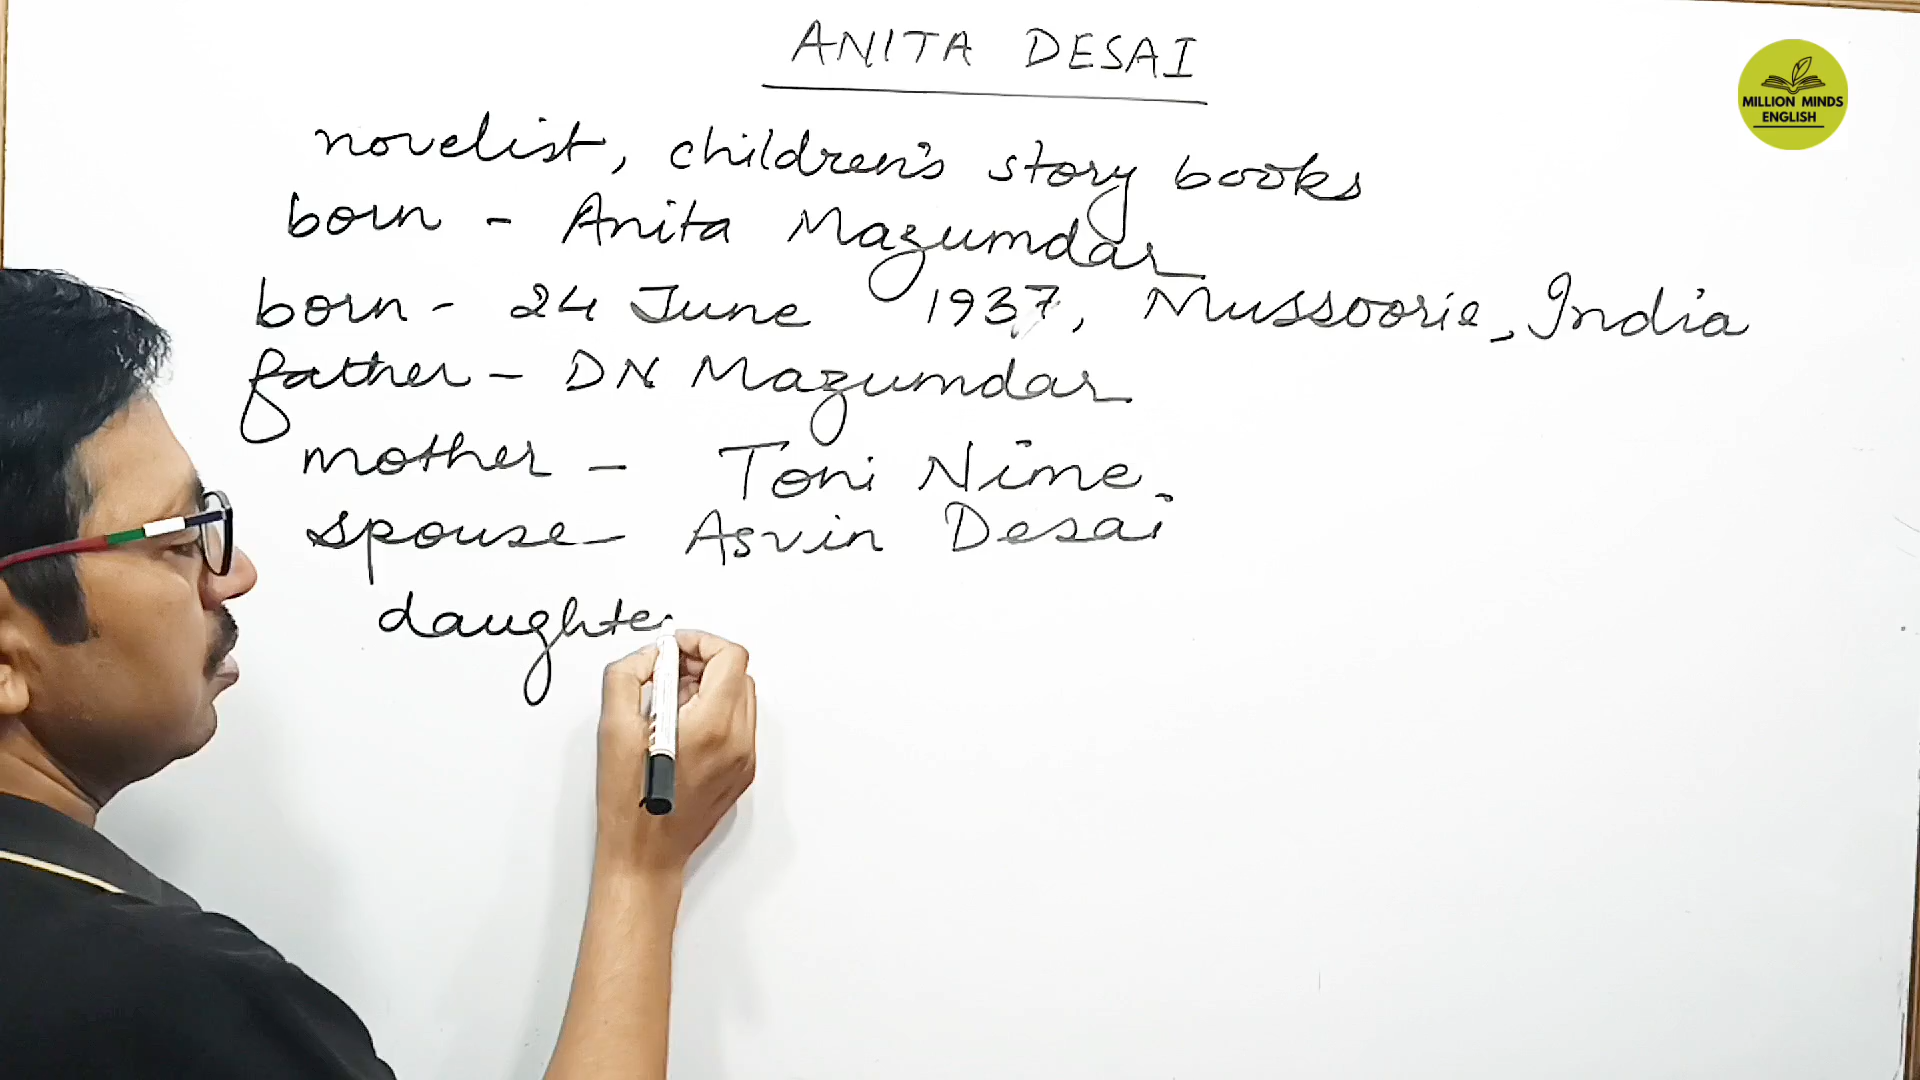 ANITA DESAI
MILLION MINDS
ENGLISH
novelist, children's story books
born - Anita Mazumdar
born - 24 June 1937, Mussoorie, India
father - DN Mazumdar
mother - Toni Nime
spouse - Asvin Desai
daughter